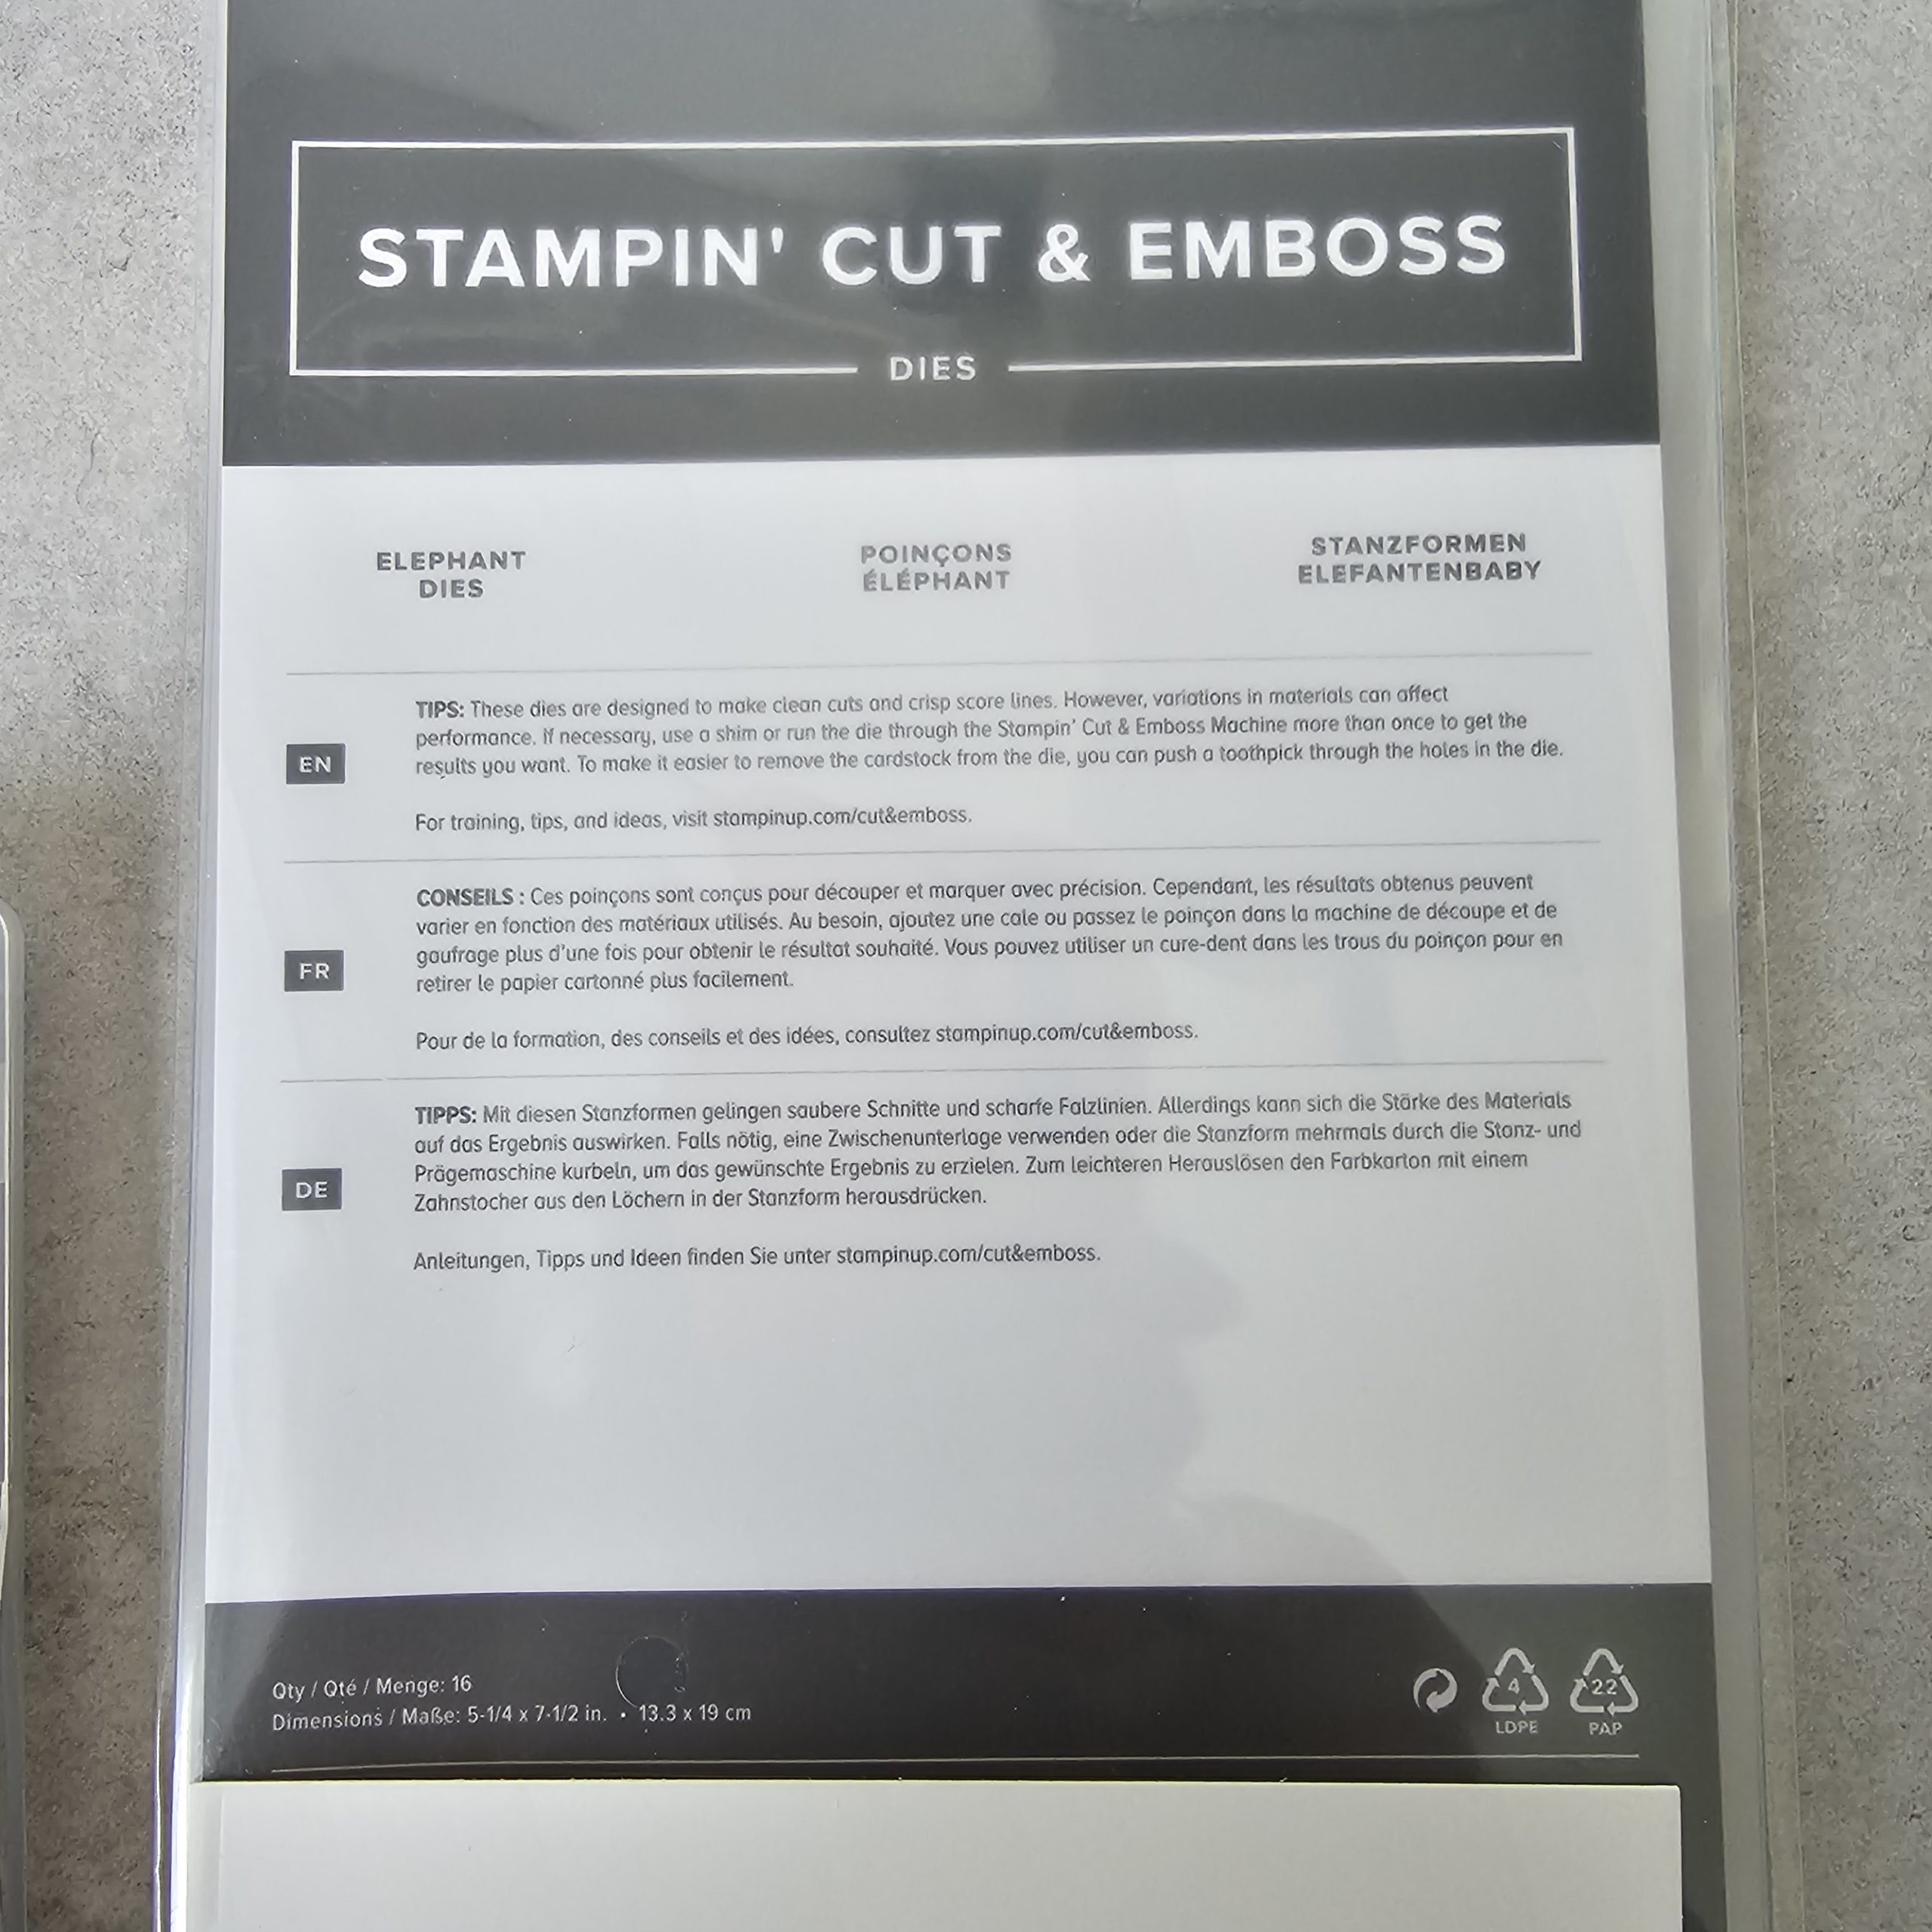 STAMPIN' CUT & EMBOSS
DIES
ELEPHANT
DIES
POINÇONS
ÉLÉPHANT
STANZFORMEN
ELEFANTENBABY
EN
TIPS: These dies are designed to make clean cuts and crisp score lines. However, variations in materials can affect
performance. If necessary, use a shim or run the die through the Stampin' Cut & Emboss Machine more than once to get the
results you want. To make it easier to remove the cardstock from the die, you can push a toothpick through the holes in the die.
For training, tips, and ideas, visit stampinup.com/cut&emboss.
FR
CONSEILS : Ces poinçons sont conçus pour découper et marquer avec précision. Cependant, les résultats obtenus peuvent
varier en fonction des matériaux utilisés. Au besoin, ajoutez une cale ou passez le poinçon dans la machine de découpe et de
gaufrage plus d'une fois pour obtenir le résultat souhaité. Vous pouvez utiliser un cure-dent dans les trous du poinçon pour en
retirer le papier cartonné plus facilement.
Pour de la formation, des conseils et des idées, consultez stampinup.com/cut&emboss.
DE
TIPPS: Mit diesen Stanzformen gelingen saubere Schnitte und scharfe Falzlinien. Allerdings kann sich die Stärke des Materials
auf das Ergebnis auswirken. Falls nötig, eine Zwischenunterlage verwenden oder die Stanzform mehrmals durch die Stanz- und
Prägemaschine kurbeln, um das gewünschte Ergebnis zu erzielen. Zum leichteren Herauslösen den Farbkarton mit einem
Zahnstocher aus den Löchern in der Stanzform herausdrücken.
Anleitungen, Tipps und Ideen finden Sie unter stampinup.com/cut&emboss.
Qty / Qté / Menge: 16
Dimensions / Maße: 5-1/4 x 7-1/2 in. • 13.3 x 19 cm
4
LDPE
22
PAP